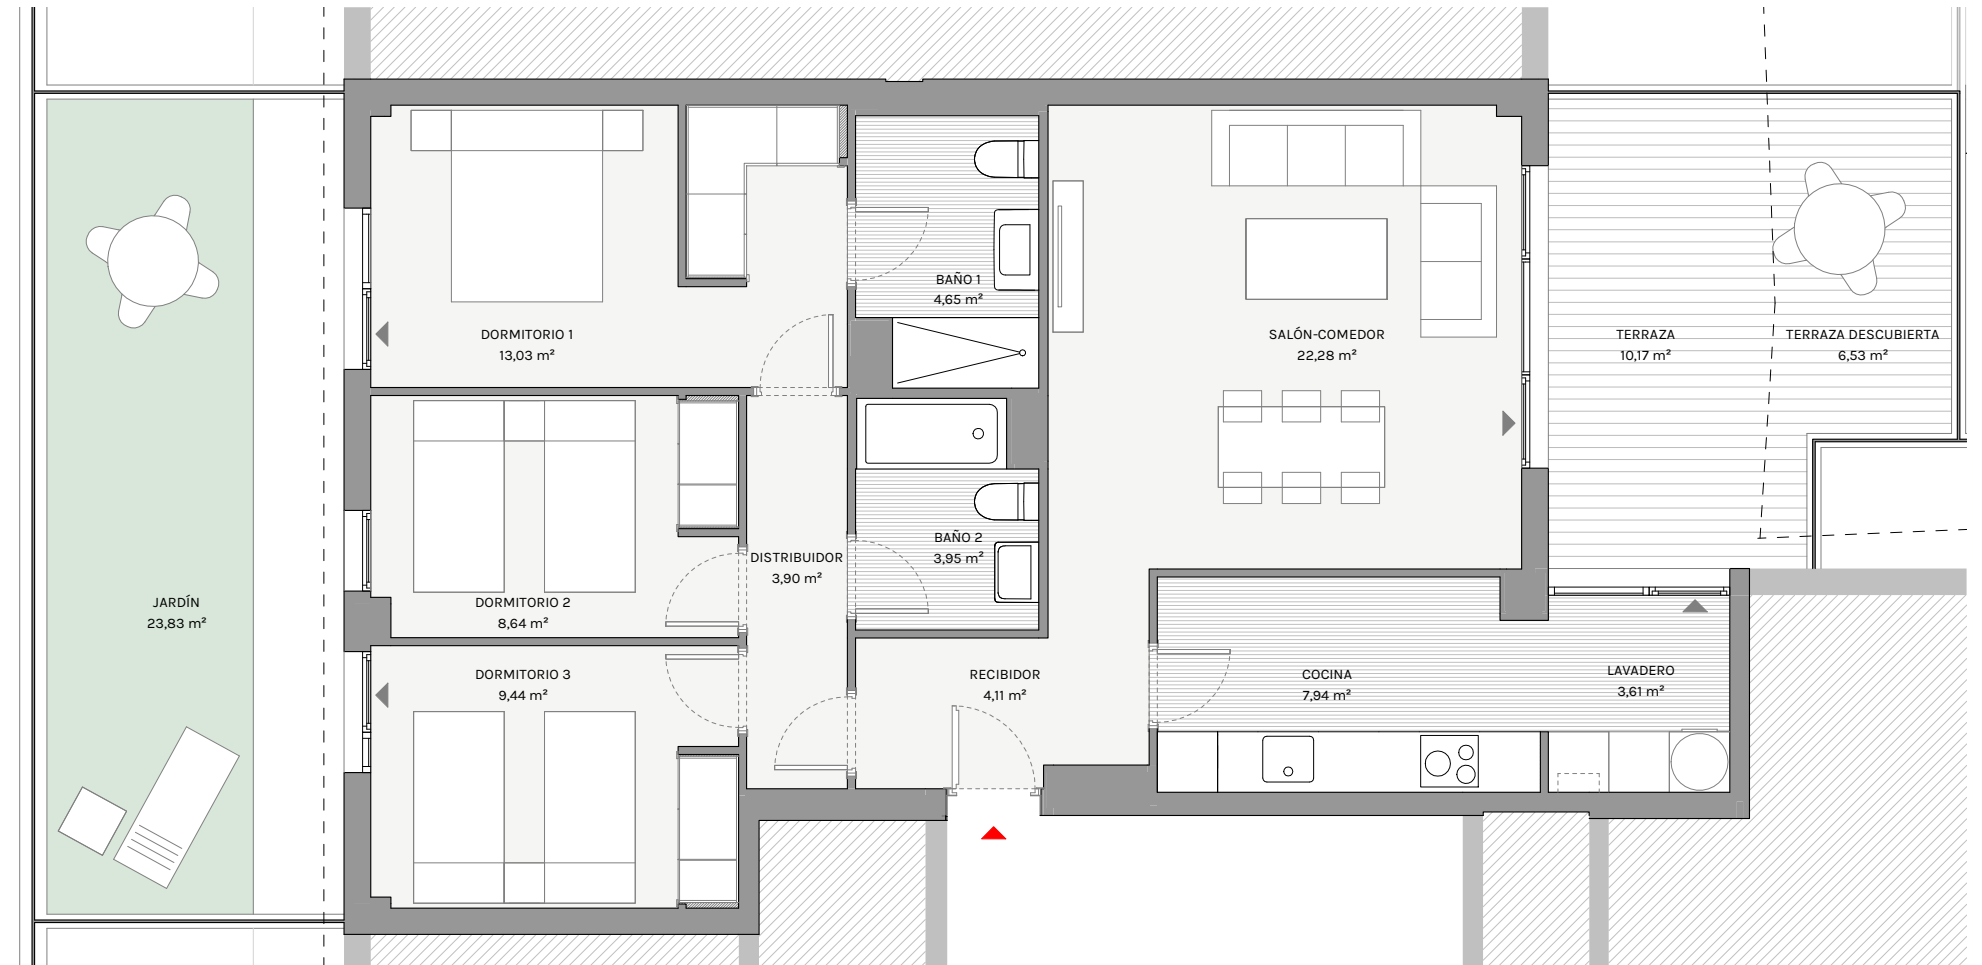 DORMITORIO 1
13,03 m²
BAÑO 1
4,65 m²
SALÓN-COMEDOR
22,28 m²
TERRAZA
10,17 m²
TERRAZA DESCUBIERTA
6,53 m²
DISTRIBUIDOR
3,90 m²
BAÑO 2
3,95 m²
JARDÍN
23,83 m²
DORMITORIO 2
8,64 m²
DORMITORIO 3
9,44 m²
RECIBIDOR
4,11 m²
COCINA
7,94 m²
LAVADERO
3,61 m²